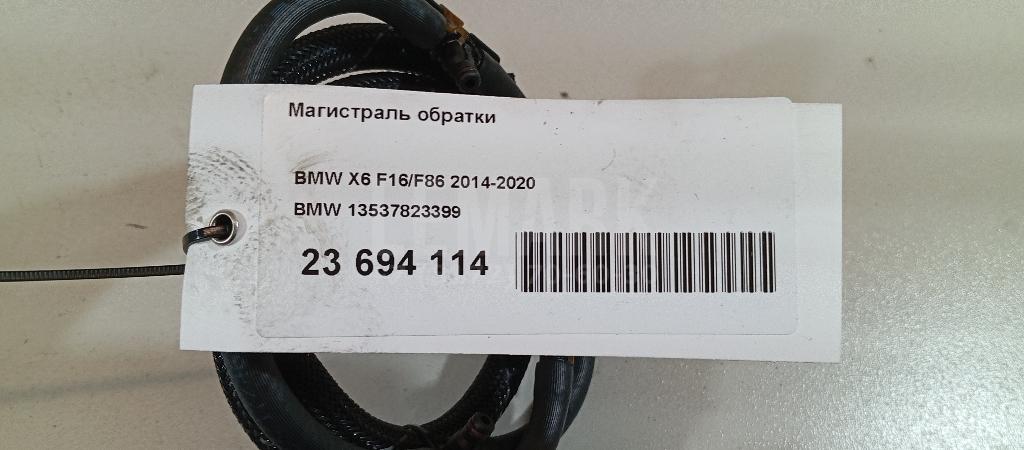 Магистраль обратки
BMW X6 F16/F86 2014-2020
BMW 13537823399
23 694 114